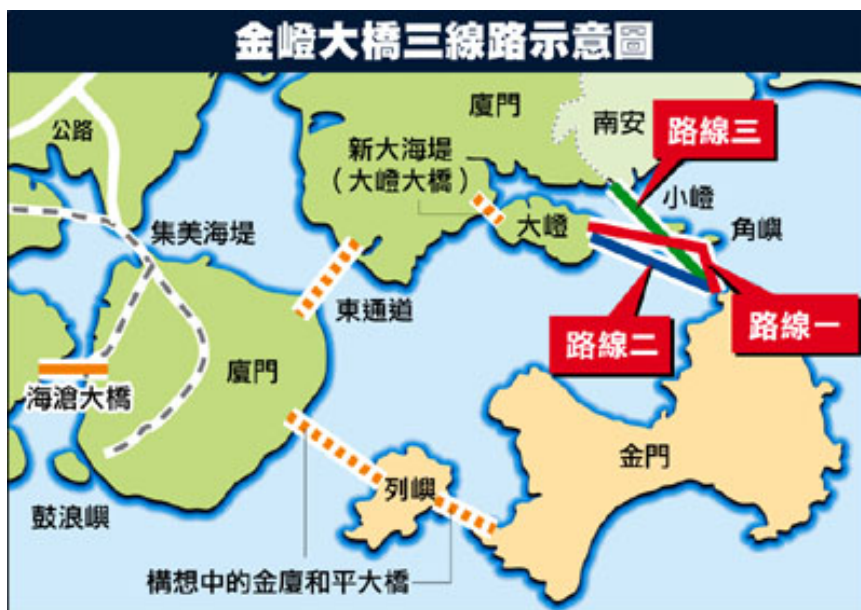 金嶝大橋三線路示意圖
廈門
南安
路線三
公路
新大海堤
（大嶝大橋）
小嶝
大嶝
角嶼
集美海堤
東通道
路線二
路線一
廈門
海滄大橋
金門
列嶼
鼓浪嶼
構想中的金廈和平大橋